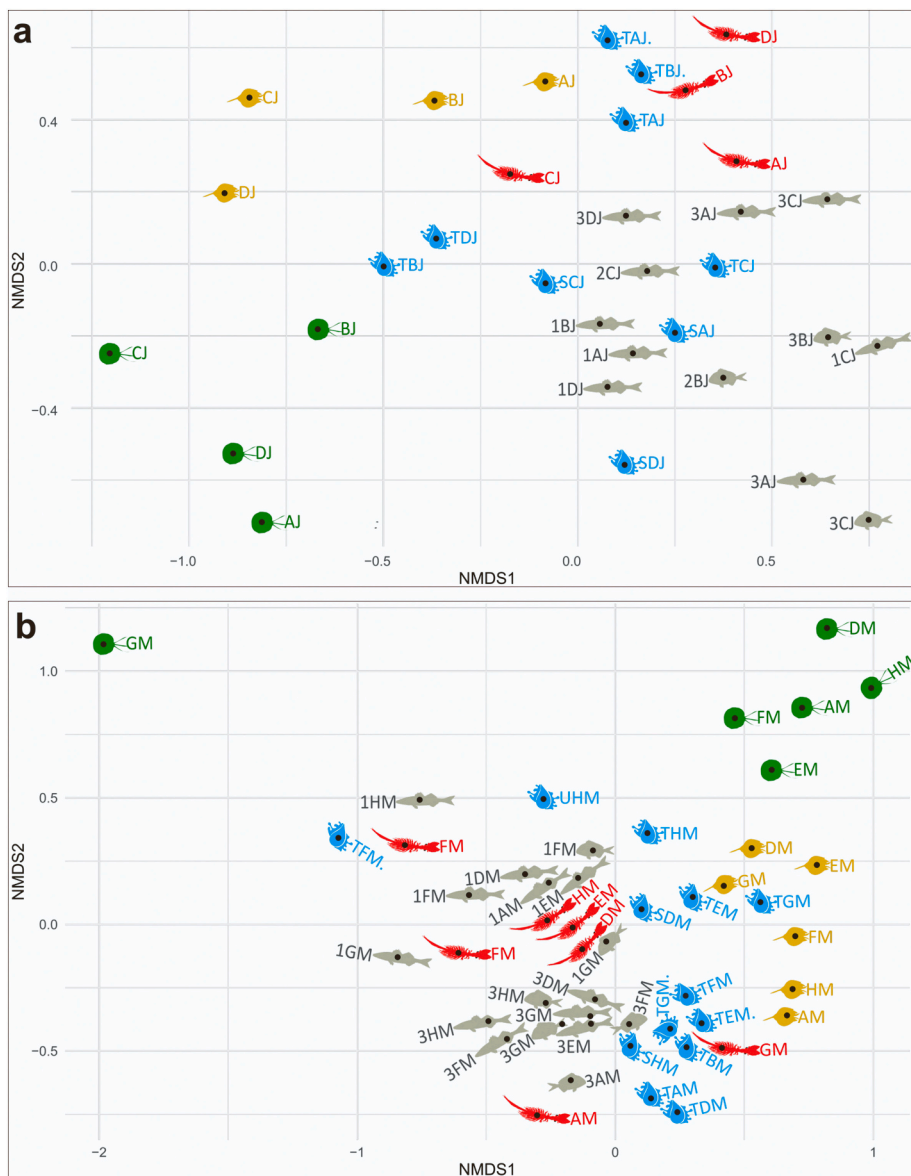 a
TAJ.
DJ
TBJ.
BJ
AJ
CJ
BJ
0.4
TAJ
AJ
CJ
DJ
3CJ
3DJ
3AJ
TDJ
NMDS2
0.0
TBJ
SCJ
2CJ
TCJ
1BJ
SAJ
BJ
3BJ
1CJ
CJ
1AJ
2BJ
1DJ
−0.4
DJ
SDJ
3AJ
AJ
3CJ
−1.0
−0.5
0.0
0.5
NMDS1
b
GM
DM
1.0
HM
AM
FM
EM
0.5
1HM
UHM
THM
TFM.
FM
1FM
DM
EM
1DM
GM
1FM
1AM
1EM
HM
EM
DM
SDM
TEM
TGM
NMDS2
0.0
FM
1GM
FM
1GM
3DM
3HM
TFM
HM
3FM
TGM.
3HM
3GM
TEM.
AM
3FM
3GM
3EM
−0.5
SHM
TBM
GM
3AM
TAM
AM
TDM
−2
−1
0
1
NMDS1